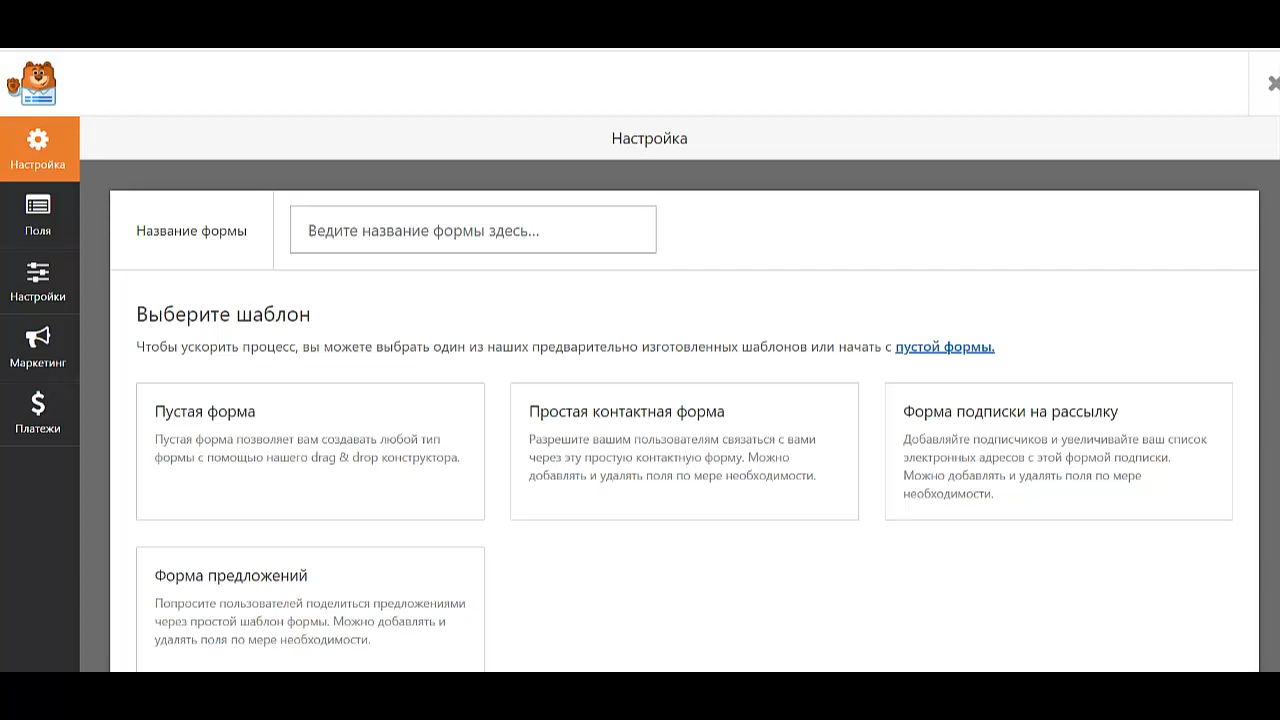 Настройка
Настройка
Поля
Настройки
Маркетинг
Платежи
Название формы
Ведите название формы здесь...
Выберите шаблон
Чтобы ускорить процесс, вы можете выбрать один из наших предварительно изготовленных шаблонов или начать с пустой формы.
Пустая форма
Пустая форма позволяет вам создавать любой тип
формы с помощью нашего drag & drop конструктора.
Простая контактная форма
Разрешите вашим пользователям связаться с вами
через эту простую контактную форму. Можно
добавлять и удалять поля по мере необходимости.
Форма подписки на рассылку
Добавляйте подписчиков и увеличивайте ваш список
электронных адресов с этой формой подписки.
Можно добавлять и удалять поля по мере
необходимости.
Форма предложений
Попросите пользователей поделиться предложениями
через простой шаблон формы. Можно добавлять и
удалять поля по мере необходимости.